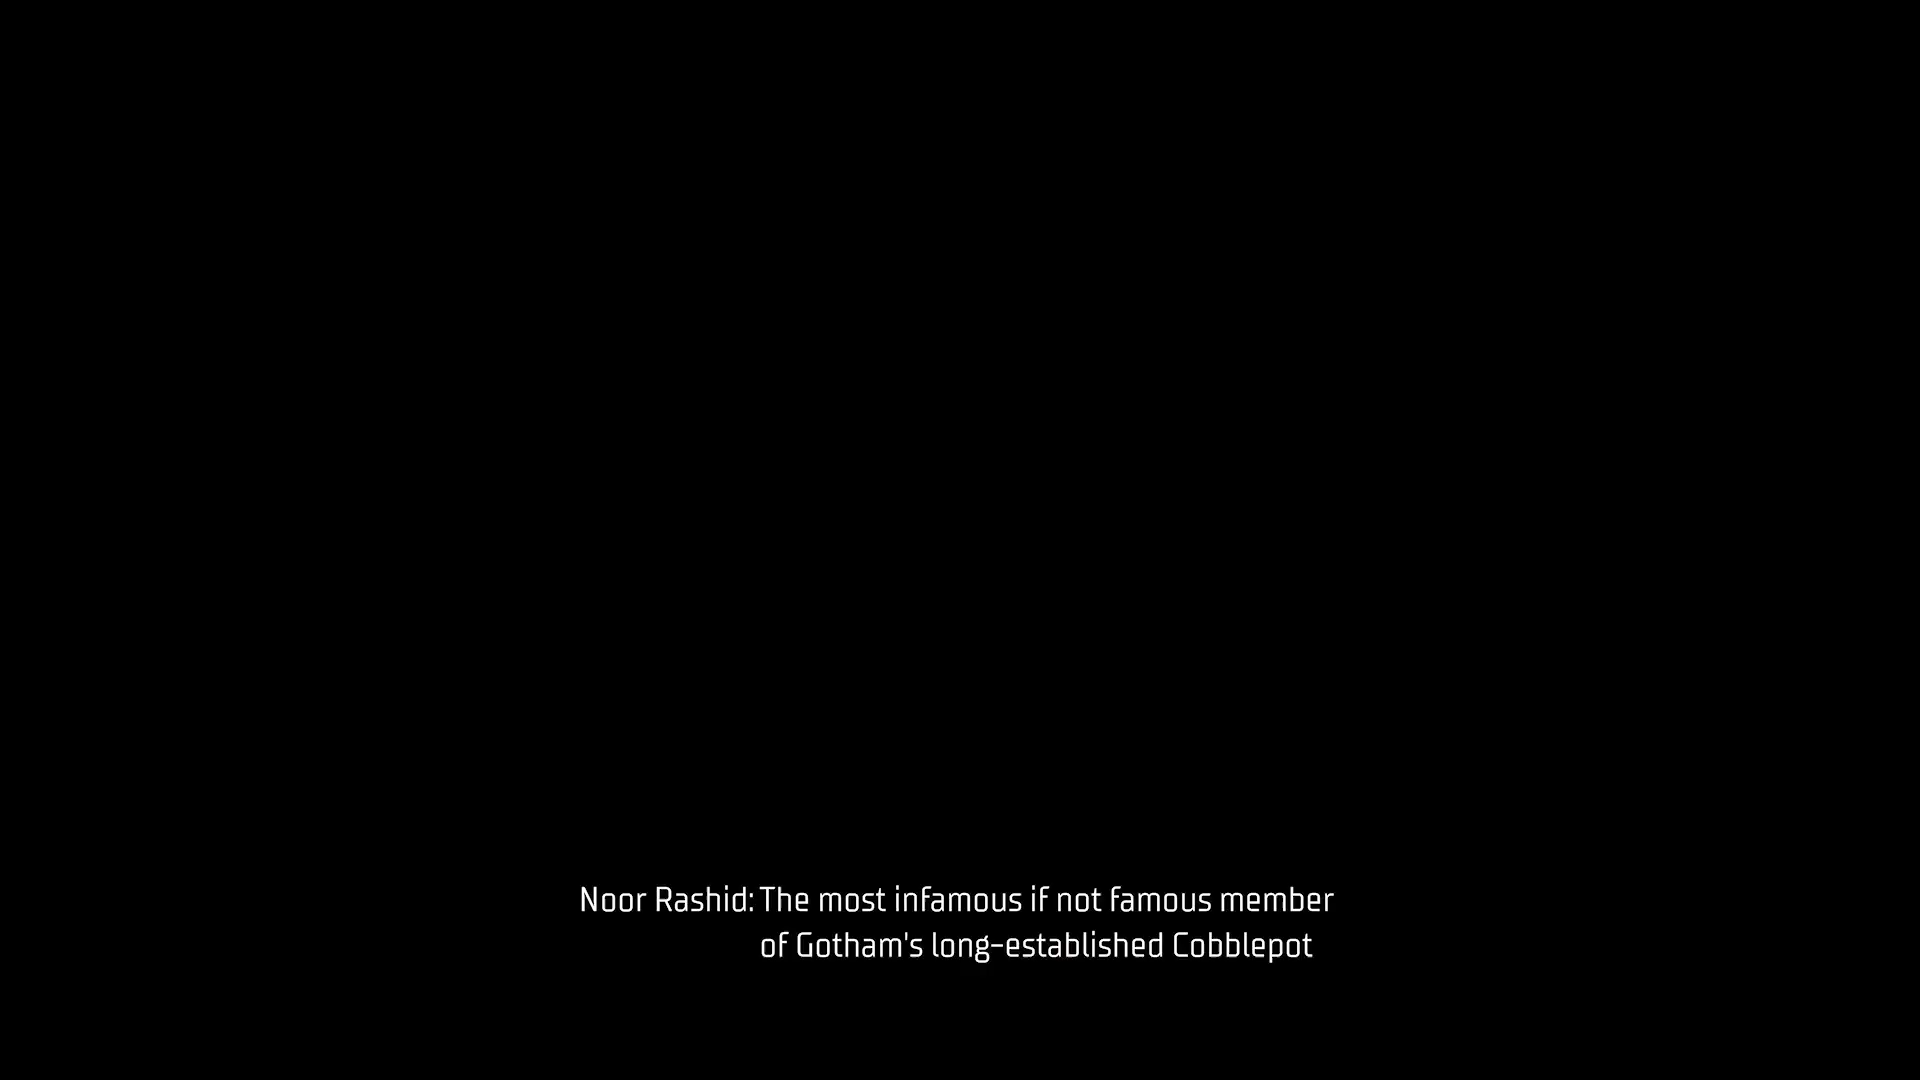 Noor Rashid: The most infamous if not famous member
of Gotham's long-established Cobblepot